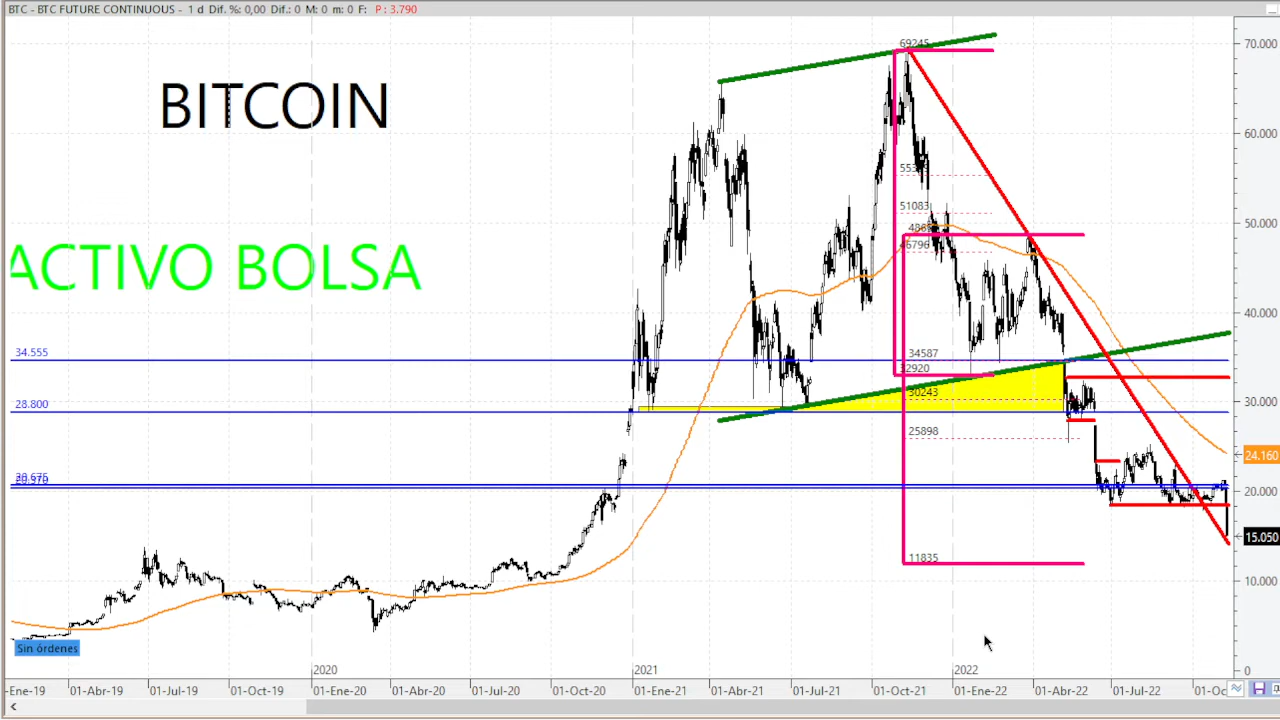 BTC - BTC FUTURE CONTINUOUS - 1 d Dif. %: 0,00 Dif.: 0 M: 0 m: 0 F: P : 3.790
BITCOIN
ACTIVO BOLSA
69245
51083
46796
34587
32920
30243
25898
11835
34.555
28.800
70.000
60.000
50.000
40.000
30.000
24.160
20.000
15.050
10.000
0
Sin órdenes
2020
2021
2022
-Ene-19
01-Abr-19
01-Jul-19
01-Oct-19
01-Ene-20
01-Abr-20
01-Jul-20
01-Oct-20
01-Ene-21
01-Abr-21
01-Jul-21
01-Oct-21
01-Ene-22
01-Abr-22
01-Jul-22
01-Oc